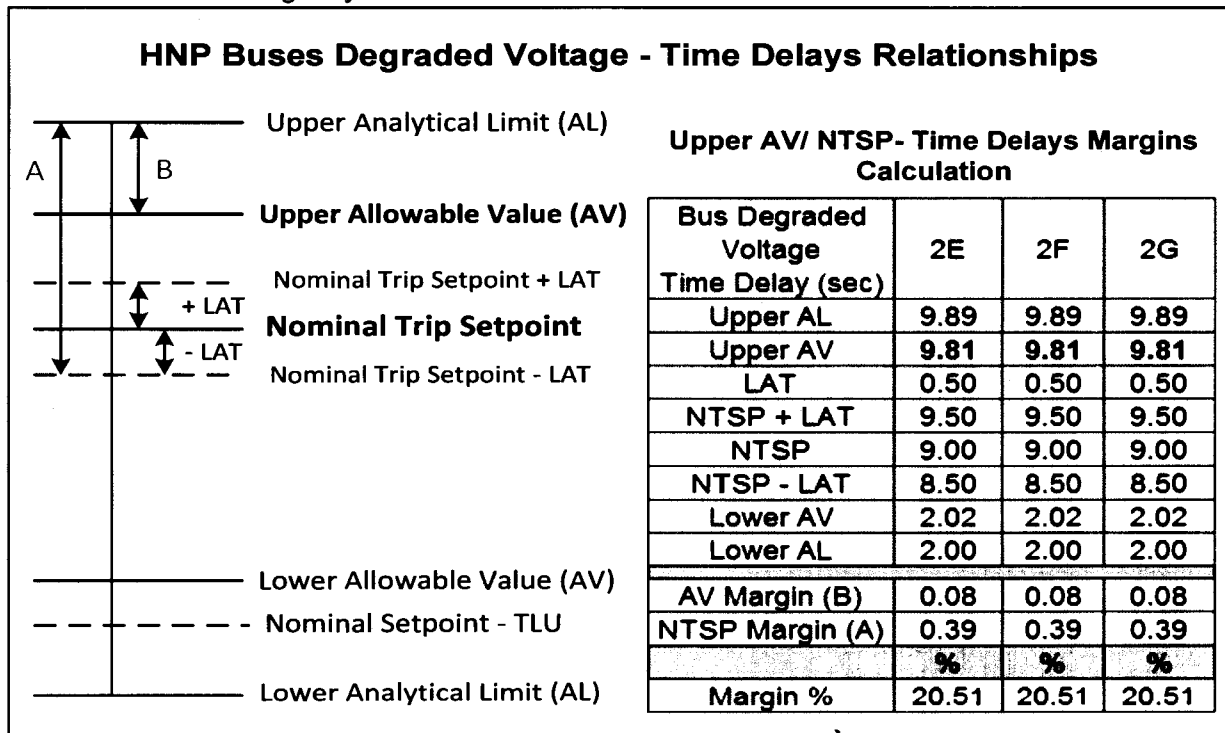 HNP Buses Degraded Voltage - Time Delays Relationships
Upper Analytical Limit (AL)
A
B
Upper Allowable Value (AV)
Nominal Trip Setpoint + LAT
+ LAT
Nominal Trip Setpoint
- LAT
Nominal Trip Setpoint - LAT
Lower Allowable Value (AV)
Nominal Setpoint - TLU
Lower Analytical Limit (AL)
Upper AV/ NTSP- Time Delays Margins
Calculation
Bus Degraded
Voltage 2E 2F 2G
Time Delay (sec)
Upper AL 9.89 9.89 9.89
Upper AV 9.81 9.81 9.81
LAT 0.50 0.50 0.50
NTSP + LAT 9.50 9.50 9.50
NTSP 9.00 9.00 9.00
NTSP - LAT 8.50 8.50 8.50
Lower AV 2.02 2.02 2.02
Lower AL 2.00 2.00 2.00
AV Margin (B) 0.08 0.08 0.08
NTSP Margin (A) 0.39 0.39 0.39
% % %
Margin % 20.51 20.51 20.51